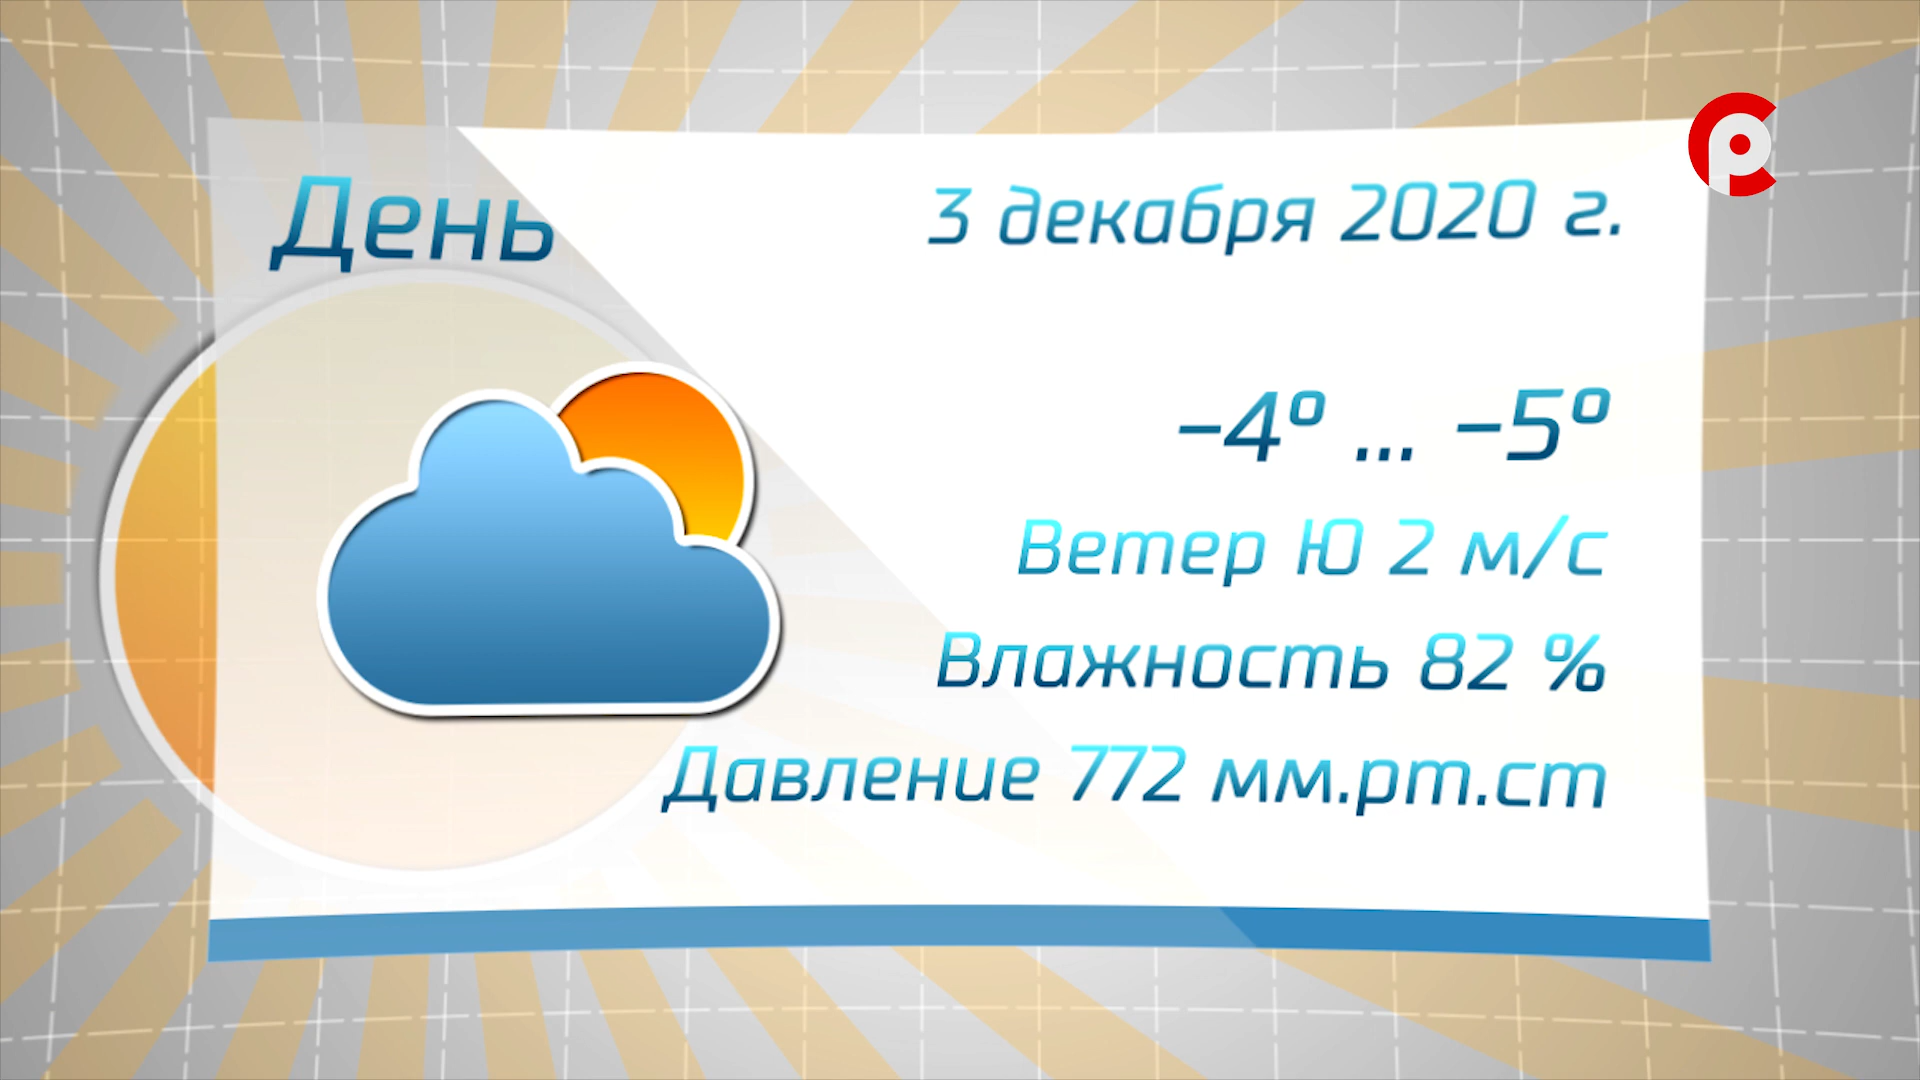 День
3 декабря 2020 г.
-4° ... -5°
Ветер Ю 2 м/с
Влажность 82 %
Давление 772 мм.рт.ст